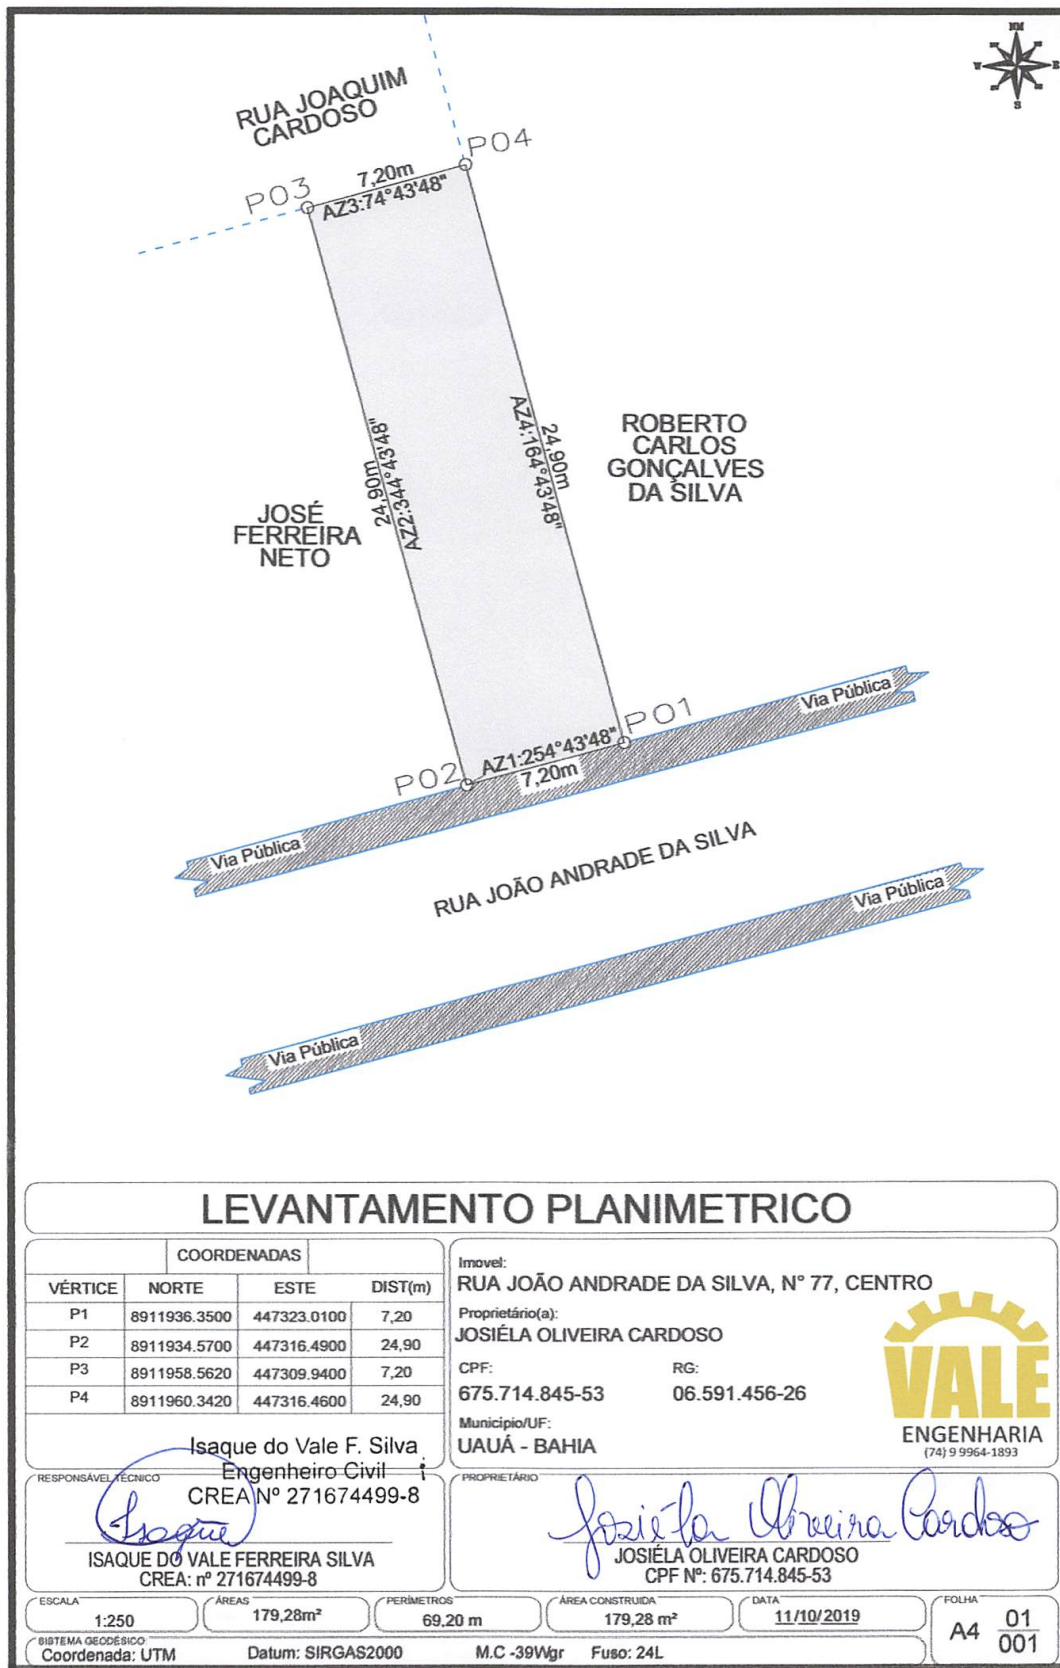 NM
W
E
S
RUA JOAQUIM
CARDOSO
P04
7,20m
P03
AZ3:74°43'48"
24,90m
AZ2:344°43'48"
24,90m
AZ4:164°43'48"
ROBERTO
CARLOS
GONÇALVES
DA SILVA
JOSÉ
FERREIRA
NETO
Via Pública
P01
AZ1:254°43'48"
P02
7,20m
Via Pública
RUA JOÃO ANDRADE DA SILVA
Via Pública
Via Pública
LEVANTAMENTO PLANIMETRICO
COORDENADAS
VÉRTICE NORTE ESTE DIST(m)
P1 8911936.3500 447323.0100 7,20
P2 8911934.5700 447316.4900 24,90
P3 8911958.5620 447309.9400 7,20
P4 8911960.3420 447316.4600 24,90
Imovel:
RUA JOÃO ANDRADE DA SILVA, N° 77, CENTRO
Proprietário(a):
JOSIÉLA OLIVEIRA CARDOSO
CPF: RG:
675.714.845-53 06.591.456-26
Municipio/UF:
UAUÁ - BAHIA
VALE
ENGENHARIA
(74) 9 9964-1893
Isaque do Vale F. Silva
Engenheiro Civil
CREA Nº 271674499-8
RESPONSÁVEL TÉCNICO
Isaque
ISAQUE DO VALE FERREIRA SILVA
CREA: nº 271674499-8
PROPRIETÁRIO
Josiéla Oliveira Cardoso
JOSIÉLA OLIVEIRA CARDOSO
CPF Nº: 675.714.845-53
ESCALA
1:250
ÁREAS
179,28m²
PERÍMETROS
69,20 m
ÁREA CONSTRUIDA
179,28 m²
DATA
11/10/2019
FOLHA
A4 01
001
SISTEMA GEODÉSICO
Coordenada: UTM Datum: SIRGAS2000 M.C -39Wgr Fuso: 24L